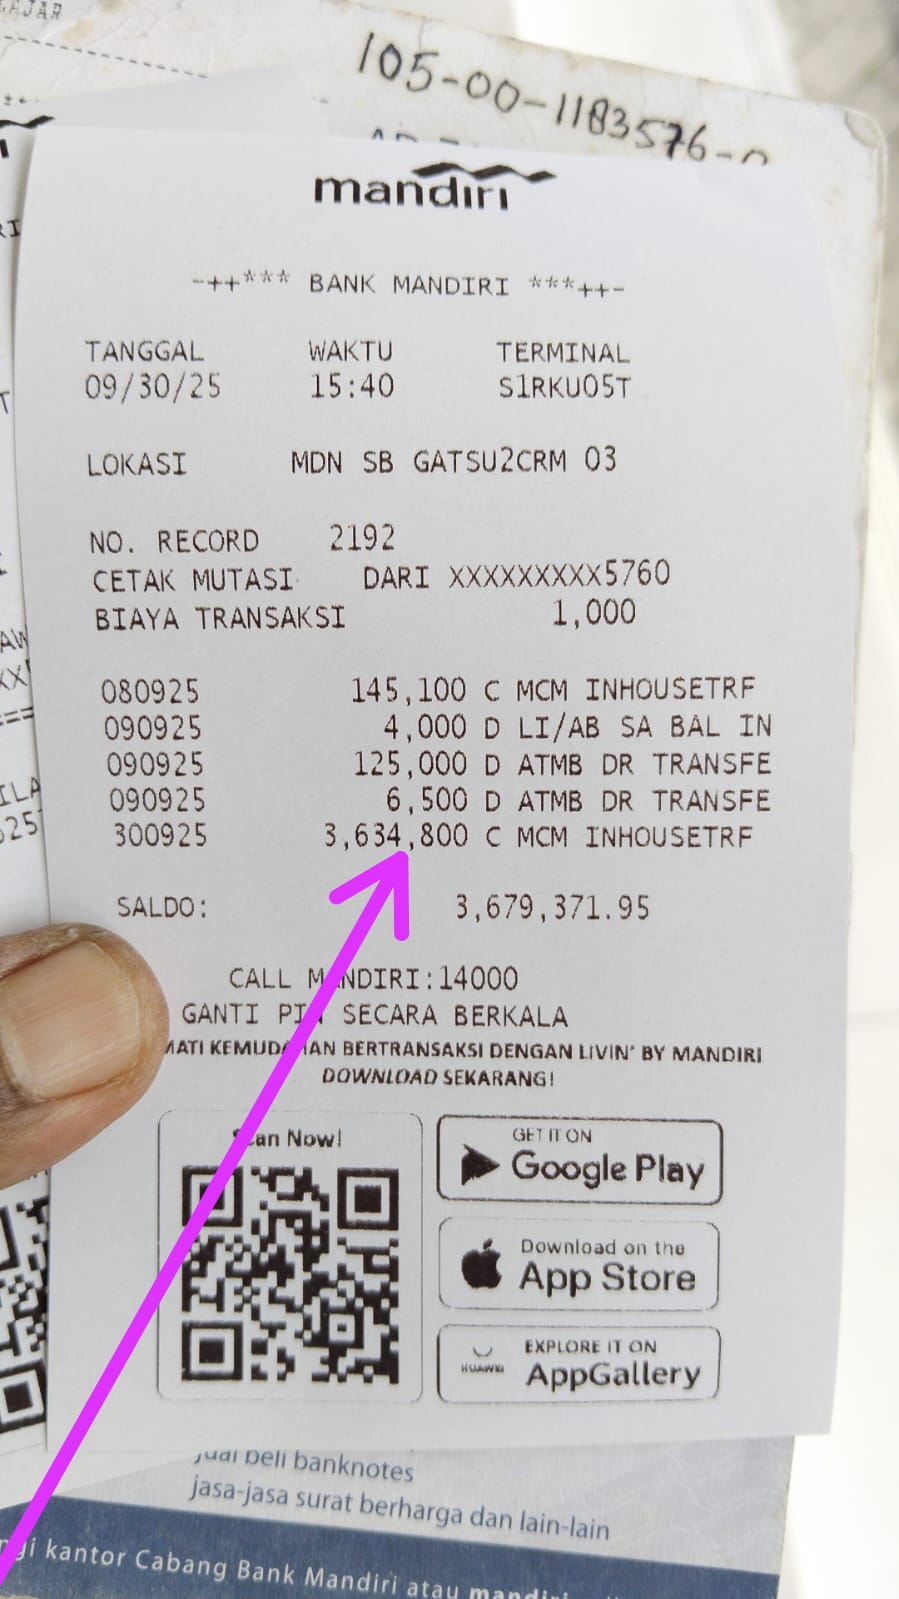 LAJAR
105-00-1183576-0
mandiri
-++*** BANK MANDIRI ***++-
TANGGAL WAKTU TERMINAL
09/30/25 15:40 S1RKU05T
LOKASI MDN SB GATSU2CRM 03
NO. RECORD 2192
CETAK MUTASI DARI XXXXXXXXX5760
BIAYA TRANSAKSI 1,000
080925 145,100 C MCM INHOUSETRF
090925 4,000 D LI/AB SA BAL IN
090925 125,000 D ATMB DR TRANSFE
090925 6,500 D ATMB DR TRANSFE
300925 3,634,800 C MCM INHOUSETRF
SALDO: 3,679,371.95
CALL MANDIRI:14000
GANTI PIN SECARA BERKALA
MATI KEMUDAHAN BERTRANSAKSI DENGAN LIVIN' BY MANDIRI
DOWNLOAD SEKARANG!
Scan Now!
GET IT ON
Google Play
Download on the
App Store
HUAWEI
EXPLORE IT ON
AppGallery
jual beli banknotes
jasa-jasa surat berharga dan lain-lain
ngi kantor Cabang Bank Mandiri atau mandiri